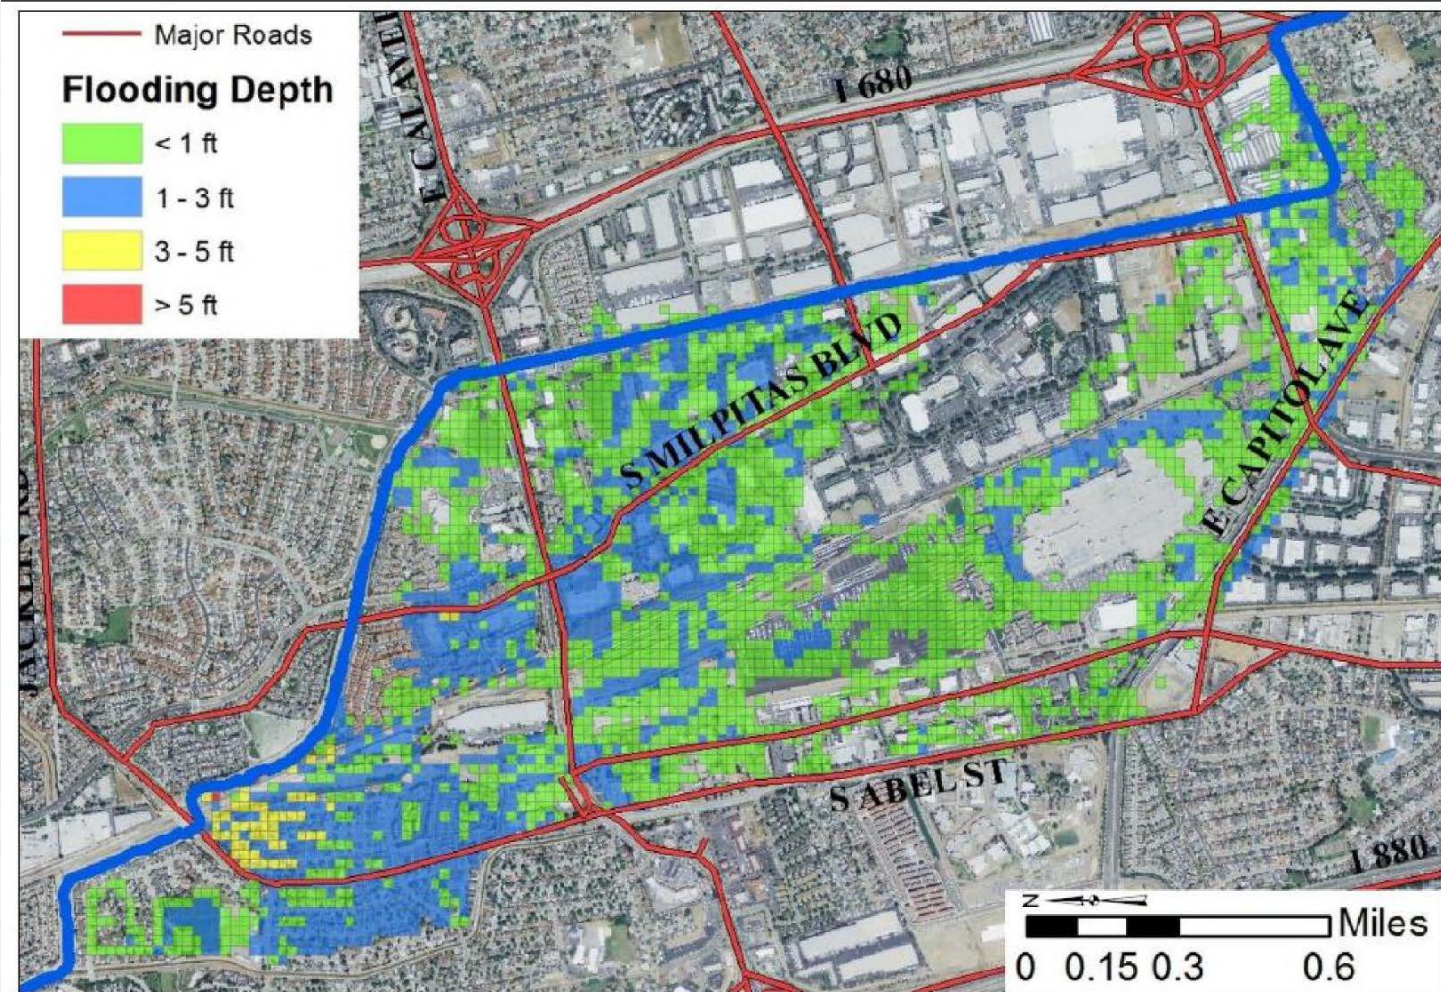 Major Roads
Flooding Depth
< 1 ft
1 - 3 ft
3 - 5 ft
> 5 ft
I 680
S MILPITAS BLVD
E CAPITOL AVE
S ABEL ST
I 880
N
Miles
0 0.15 0.3 0.6